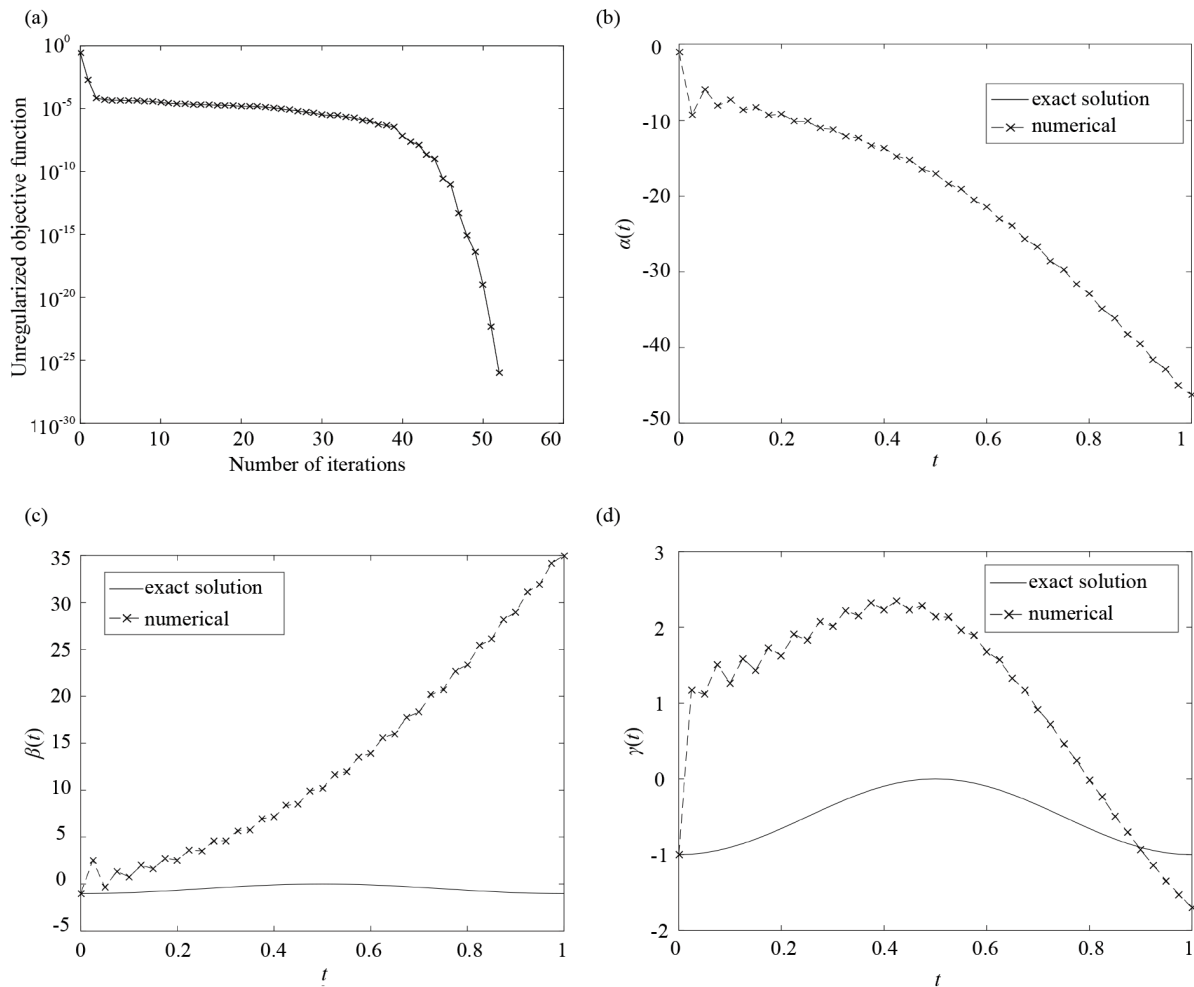 (a)
10^0
10^-5
10^-10
10^-15
10^-20
10^-25
110^-30
Unregularized objective function
0 10 20 30 40 50 60
Number of iterations
(b)
0
-10
-20
-30
-40
-50
α(t)
exact solution
numerical
0 0.2 0.4 0.6 0.8 1
t
(c)
35
30
25
20
15
10
5
0
-5
β(t)
exact solution
numerical
0 0.2 0.4 0.6 0.8 1
t
(d)
3
2
1
0
-1
-2
γ(t)
exact solution
numerical
0 0.2 0.4 0.6 0.8 1
t